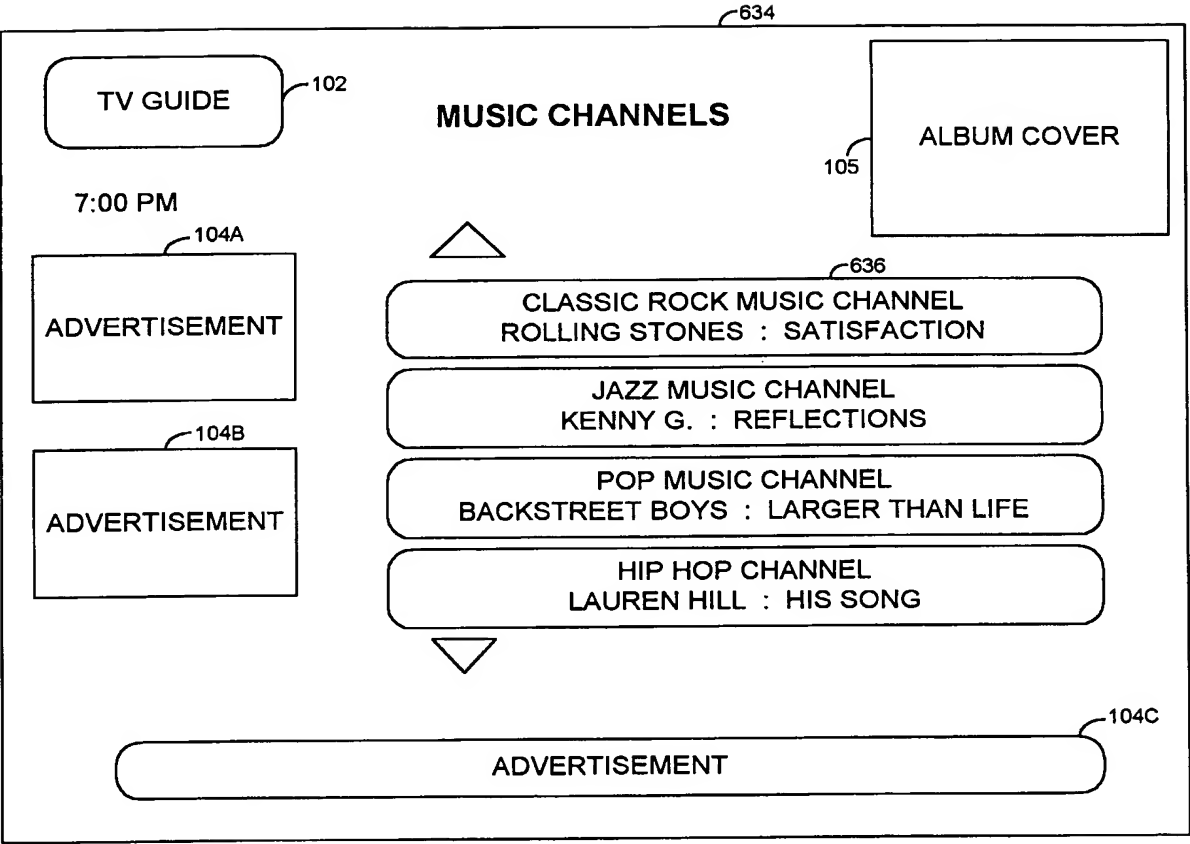 634
TV GUIDE
102
MUSIC CHANNELS
ALBUM COVER
105
7:00 PM
104A
ADVERTISEMENT
636
CLASSIC ROCK MUSIC CHANNEL
ROLLING STONES : SATISFACTION
JAZZ MUSIC CHANNEL
KENNY G. : REFLECTIONS
104B
ADVERTISEMENT
POP MUSIC CHANNEL
BACKSTREET BOYS : LARGER THAN LIFE
HIP HOP CHANNEL
LAUREN HILL : HIS SONG
104C
ADVERTISEMENT